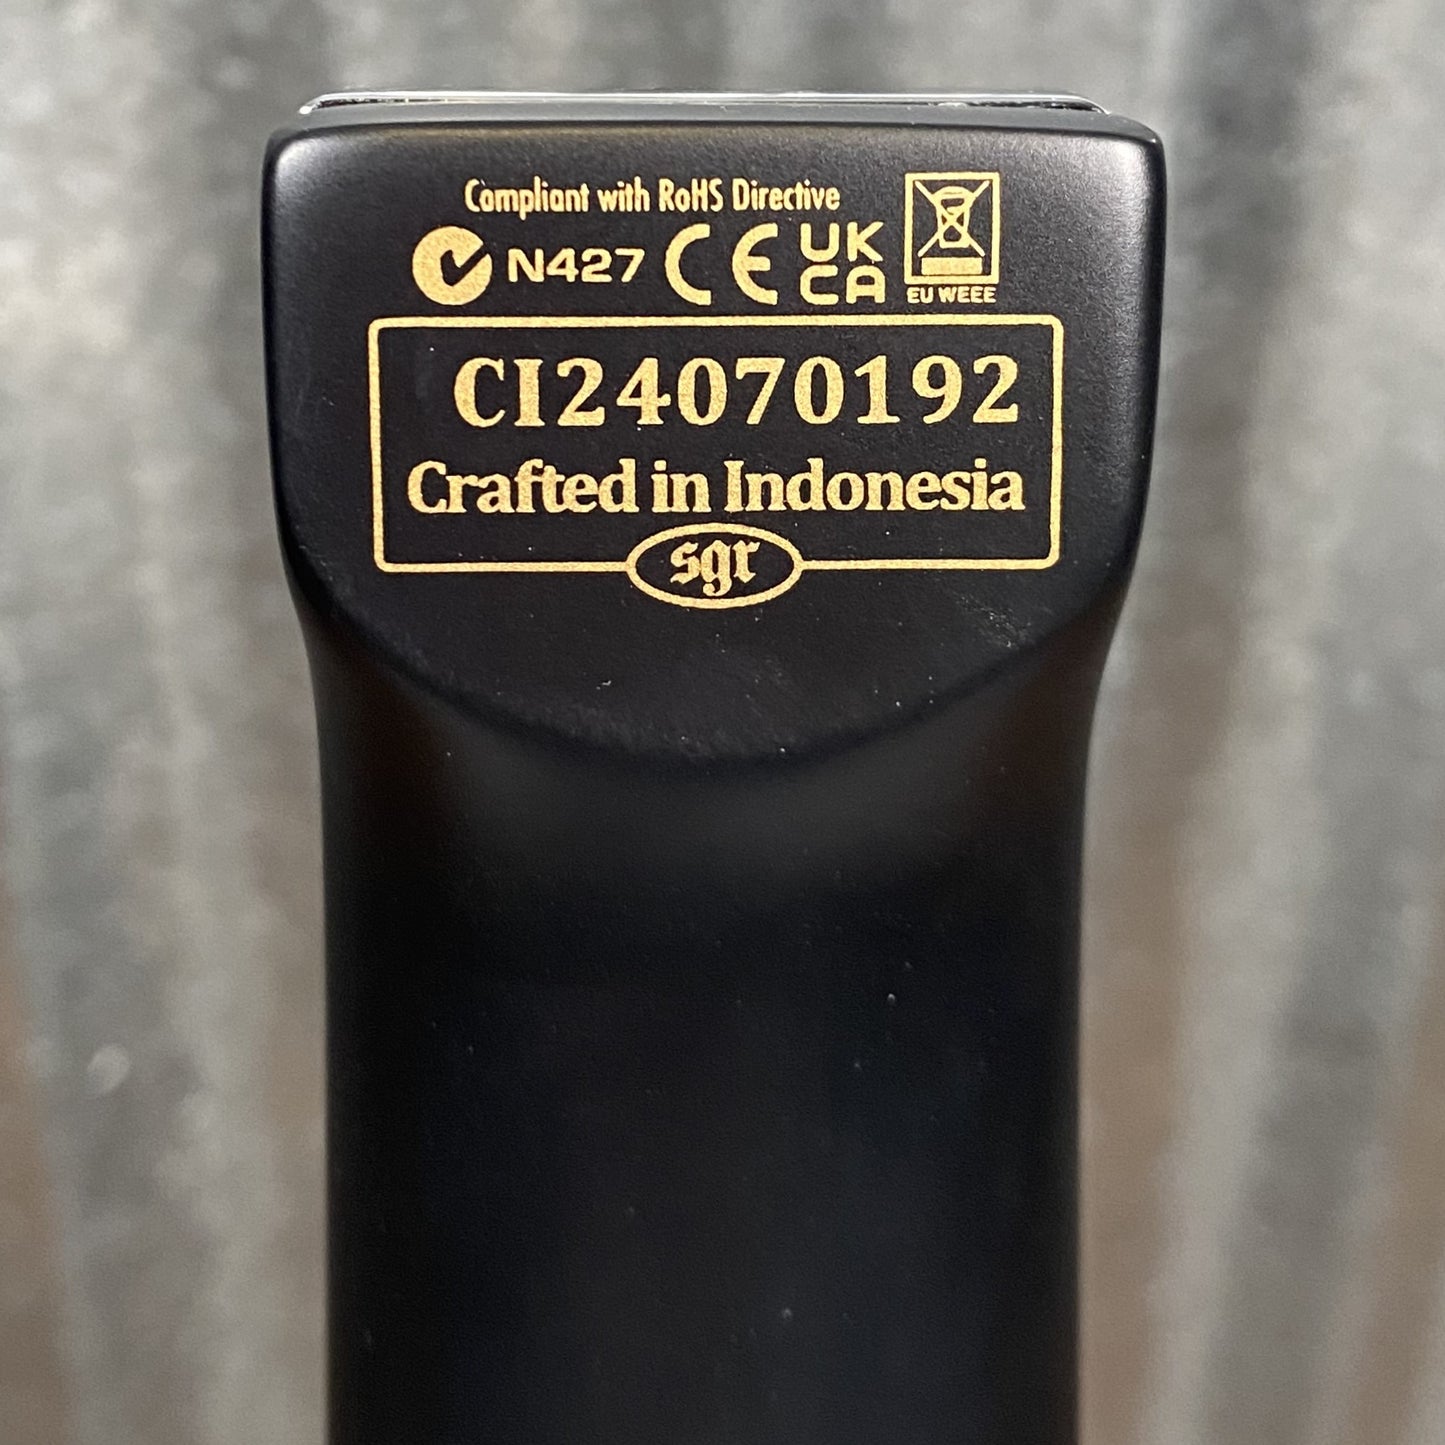 Compliant with RoHS Directive
N427 CE UK CA
EU WEEE
CI24070192
Crafted in Indonesia
sgr